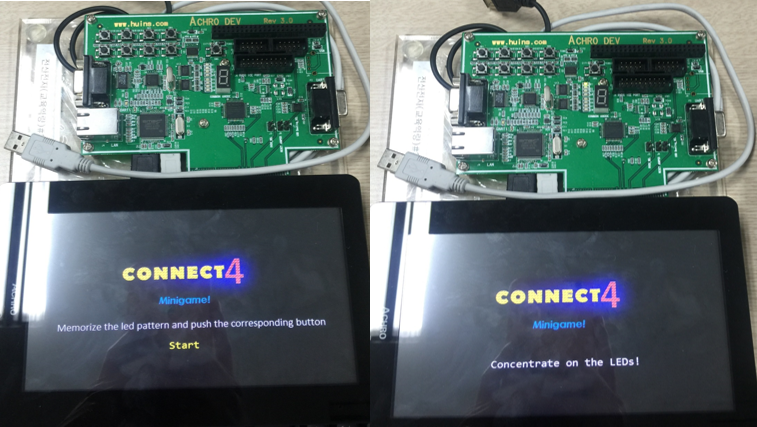 www.huins.com ACHRO DEV Rev 3.0
CONNECT4
Minigame!
Memorize the led pattern and push the corresponding button
Start
www.huins.com ACHRO DEV Rev 3.0
CONNECT4
Minigame!
Concentrate on the LEDs!